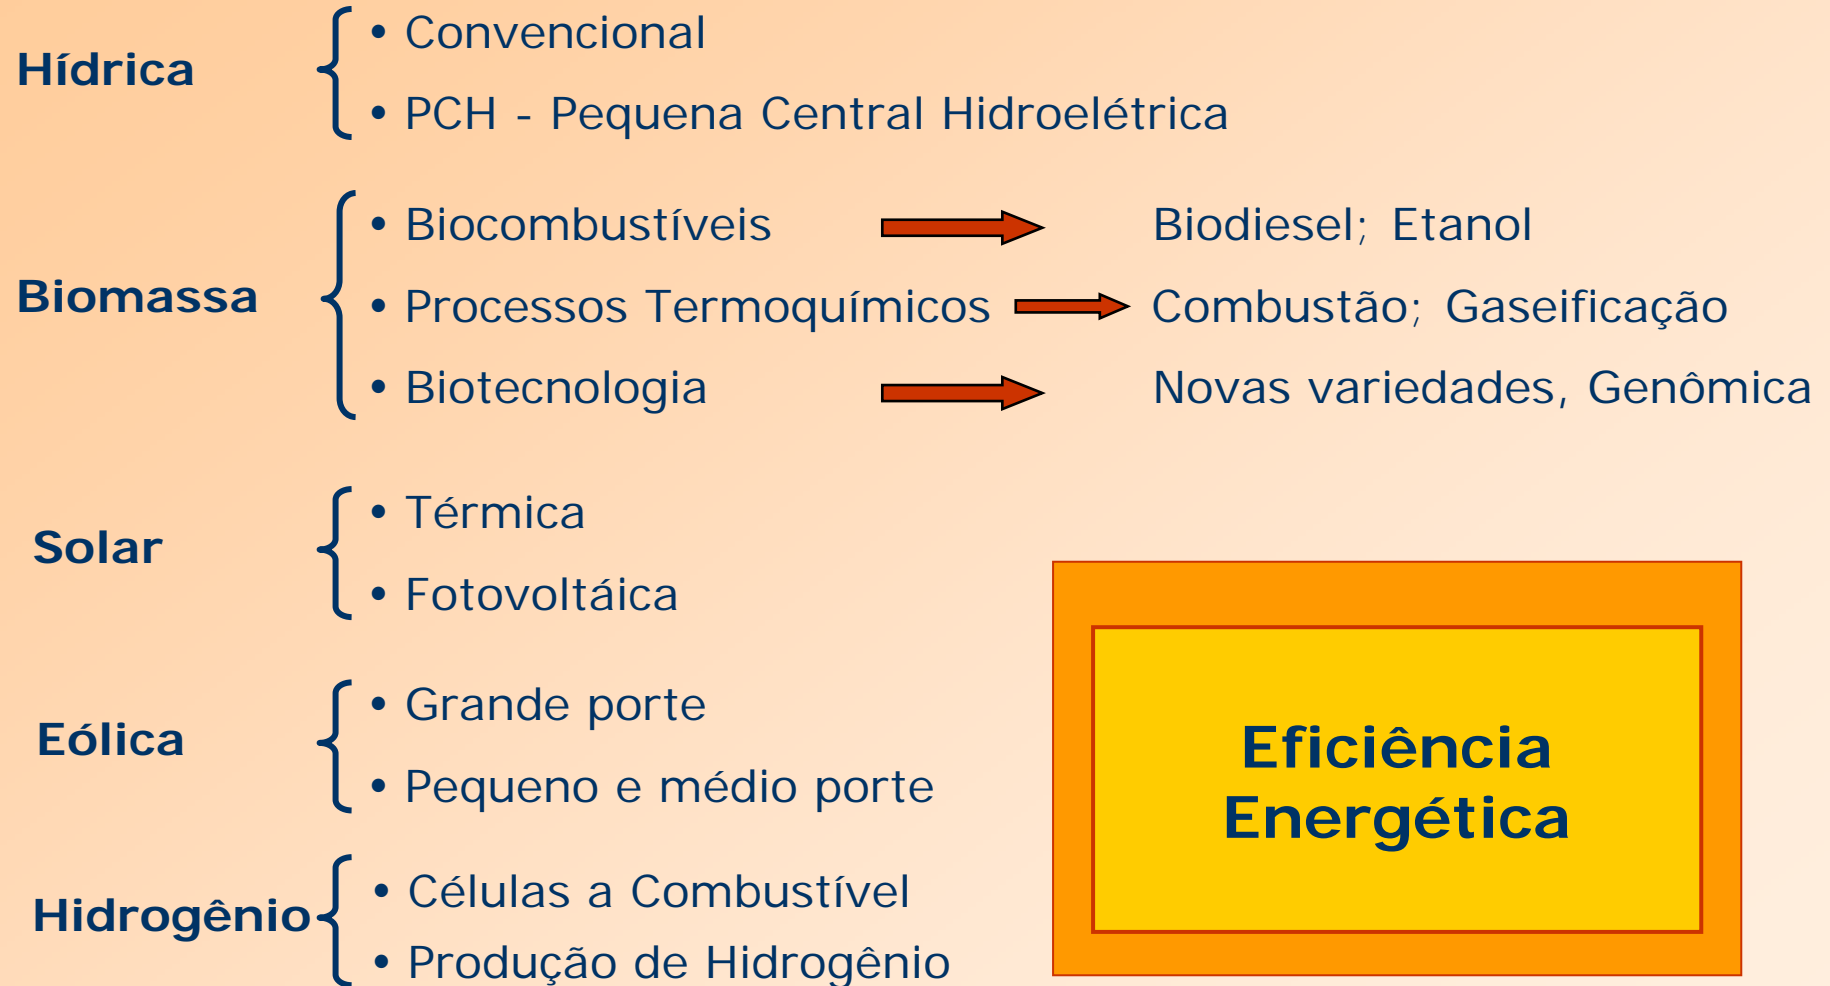 Hídrica
• Convencional
• PCH - Pequena Central Hidroelétrica
Biomassa
• Biocombustíveis
Biodiesel; Etanol
• Processos Termoquímicos
Combustão; Gaseificação
• Biotecnologia
Novas variedades, Genômica
Solar
• Térmica
• Fotovoltáica
Eólica
• Grande porte
• Pequeno e médio porte
Hidrogênio
• Células a Combustível
• Produção de Hidrogênio
Eficiência
Energética